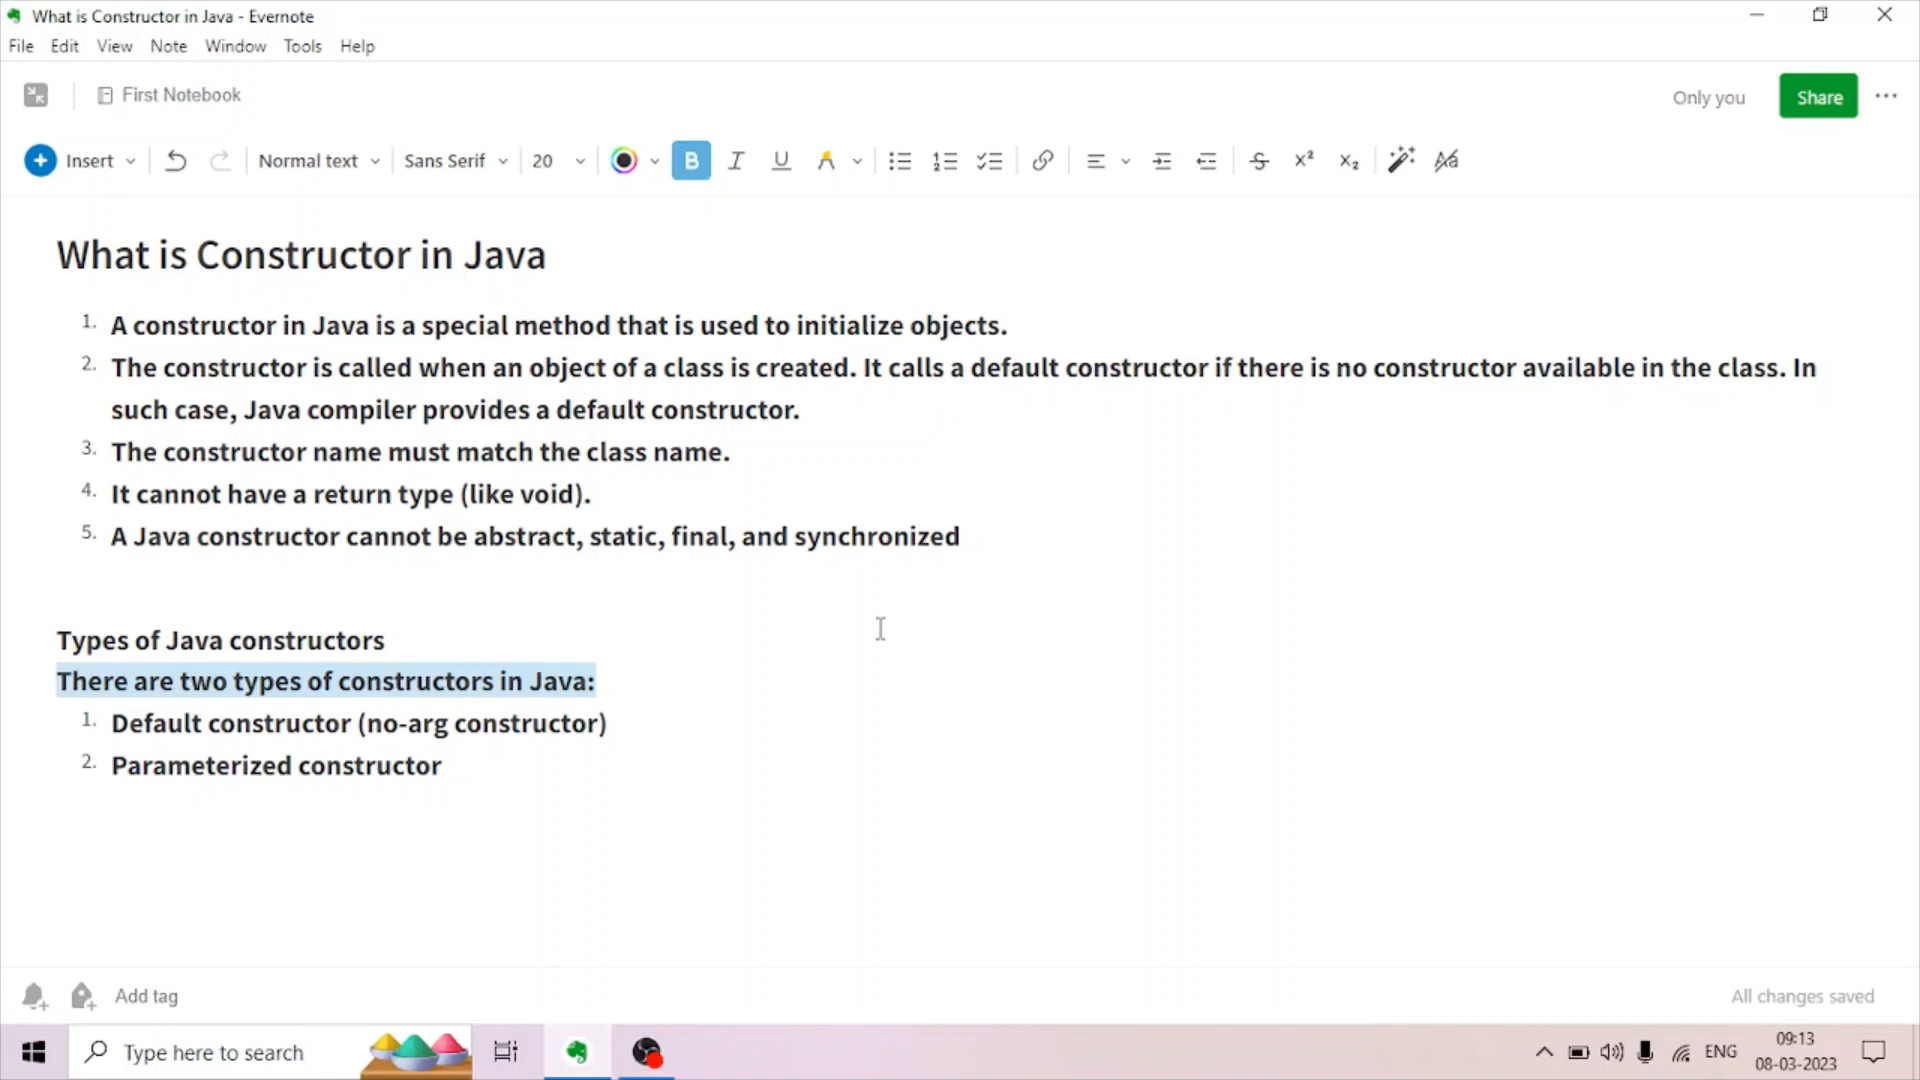 What is Constructor in Java - Evernote
File Edit View Note Window Tools Help
First Notebook
Only you
Share
Insert
Normal text
Sans Serif
20
B
What is Constructor in Java
1. A constructor in Java is a special method that is used to initialize objects.
2. The constructor is called when an object of a class is created. It calls a default constructor if there is no constructor available in the class. In
such case, Java compiler provides a default constructor.
3. The constructor name must match the class name.
4. It cannot have a return type (like void).
5. A Java constructor cannot be abstract, static, final, and synchronized
Types of Java constructors
There are two types of constructors in Java:
1. Default constructor (no-arg constructor)
2. Parameterized constructor
Add tag
All changes saved
Type here to search
ENG
09:13
08-03-2023